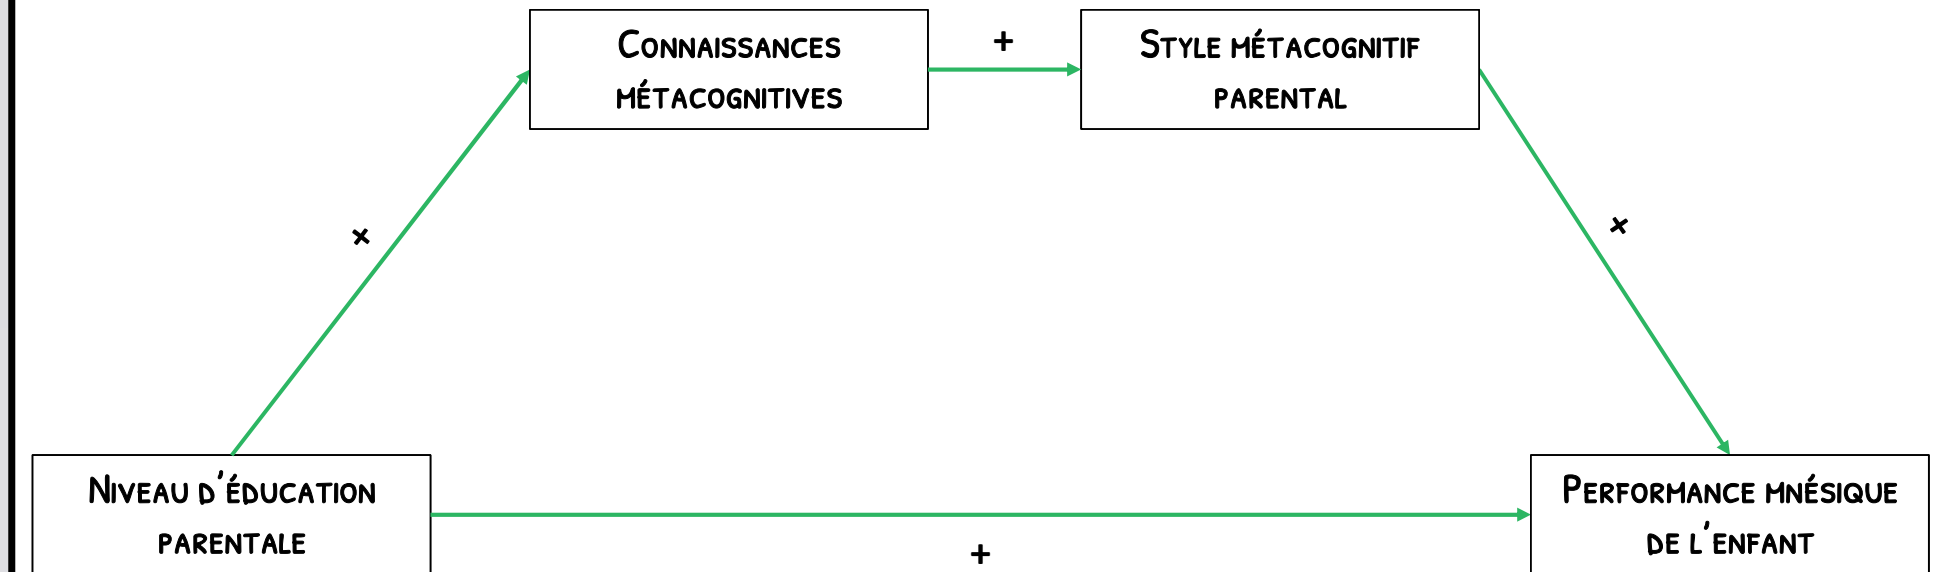 Connaissances
métacognitives
+
Style métacognitif
parental
+
+
Niveau d'éducation
parentale
Performance mnésique
de l'enfant
+